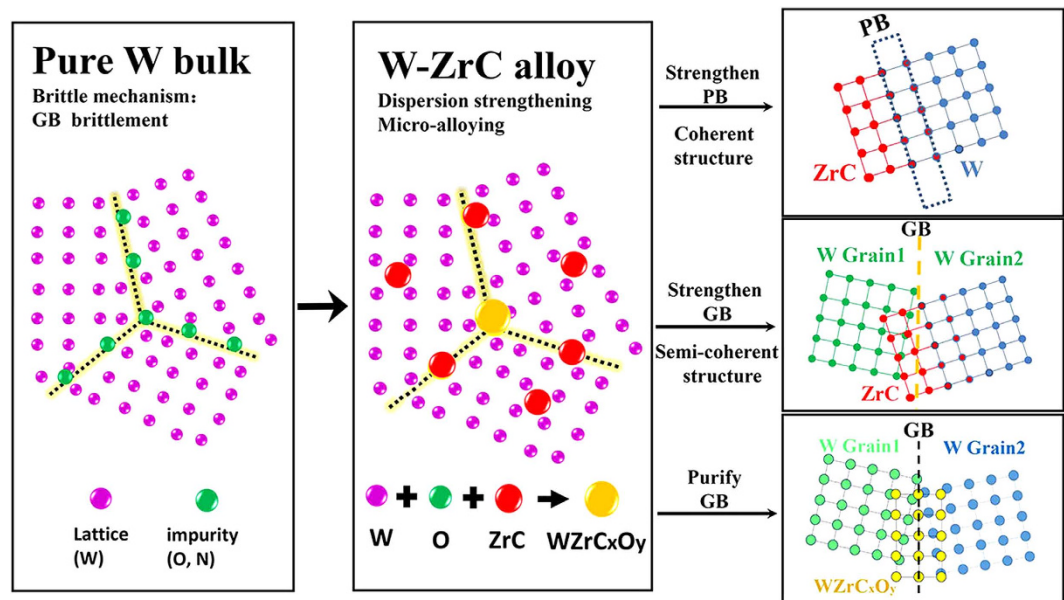 Pure W bulk
Brittle mechanism:
GB brittlement
Lattice
(W)
impurity
(O, N)
W-ZrC alloy
Dispersion strengthening
Micro-alloying
W
O
ZrC
WZrCxOy
Strengthen
PB
Coherent
structure
Strengthen
GB
Semi-coherent
structure
Purify
GB
PB
ZrC
W
GB
W Grain1
W Grain2
ZrC
GB
W Grain1
W Grain2
WZrCxOy